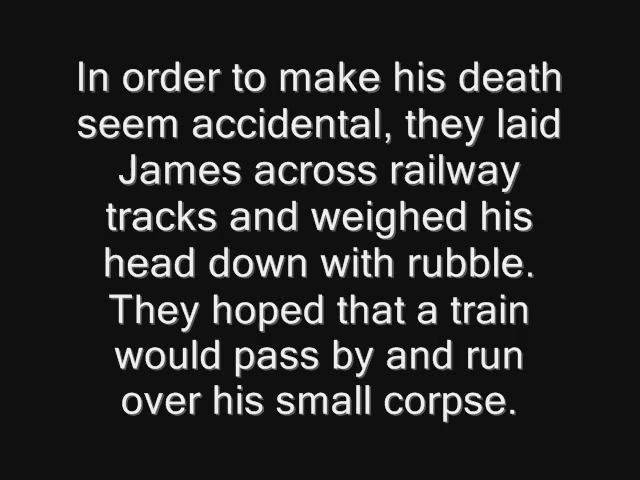 In order to make his death
seem accidental, they laid
James across railway
tracks and weighed his
head down with rubble.
They hoped that a train
would pass by and run
over his small corpse.